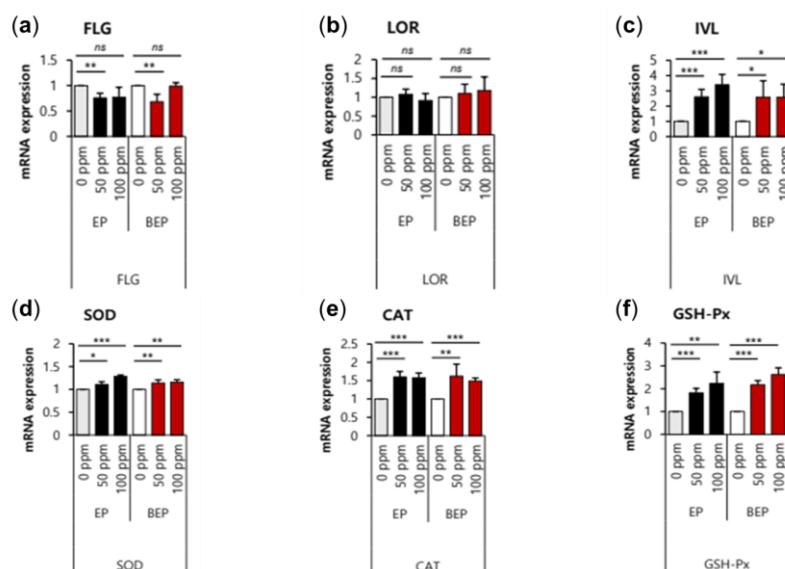 (a) FLG
ns ns
** **
mRNA expression
1.5
1
0.5
0
0 ppm 50 ppm 100 ppm 0 ppm 50 ppm 100 ppm
EP BEP
FLG
(b) LOR
ns ns
ns ns
mRNA expression
2
1.5
1
0.5
0
0 ppm 50 ppm 100 ppm 0 ppm 50 ppm 100 ppm
EP BEP
LOR
(c) IVL
*** *
*** *
mRNA expression
5
4
3
2
1
0
0 ppm 50 ppm 100 ppm 0 ppm 50 ppm 100 ppm
EP BEP
IVL
(d) SOD
*** **
* **
mRNA expression
2
1.5
1
0.5
0
0 ppm 50 ppm 100 ppm 0 ppm 50 ppm 100 ppm
EP BEP
SOD
(e) CAT
*** ***
*** **
mRNA expression
2.5
2
1.5
1
0.5
0
0 ppm 50 ppm 100 ppm 0 ppm 50 ppm 100 ppm
EP BEP
CAT
(f) GSH-Px
** ***
*** ***
mRNA expression
4
3
2
1
0
0 ppm 50 ppm 100 ppm 0 ppm 50 ppm 100 ppm
EP BEP
GSH-Px